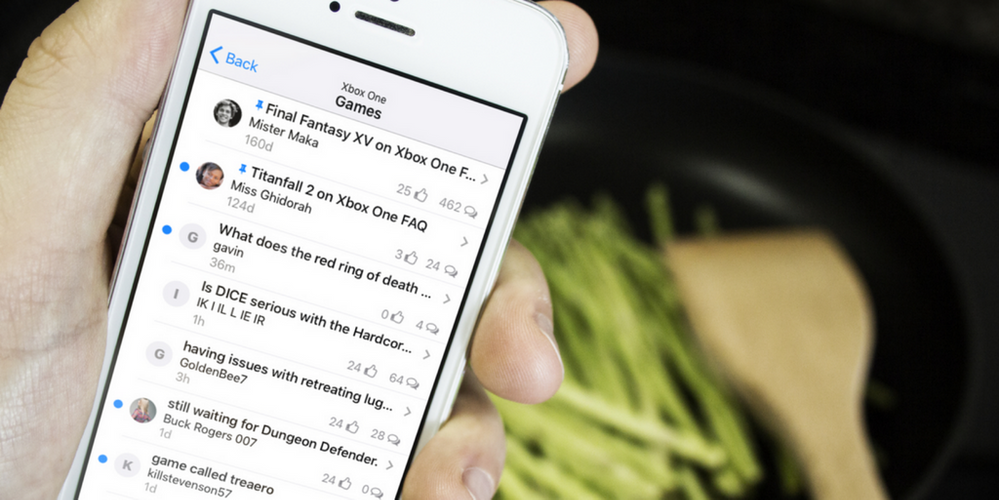 Back
Xbox One
Games
Final Fantasy XV on Xbox One F...
Mister Maka
160d
25 462
Titanfall 2 on Xbox One FAQ
Miss Ghidorah
124d
3 24
G
What does the red ring of death ...
gavin
36m
0 4
I
Is DICE serious with the Hardcor...
IK I IL L IE IR
1h
24 64
G
having issues with retreating lug...
GoldenBee7
3h
24 28
still waiting for Dungeon Defender.
Buck Rogers 007
1d
24 0
K
game called treaero
killstevenson57
1d